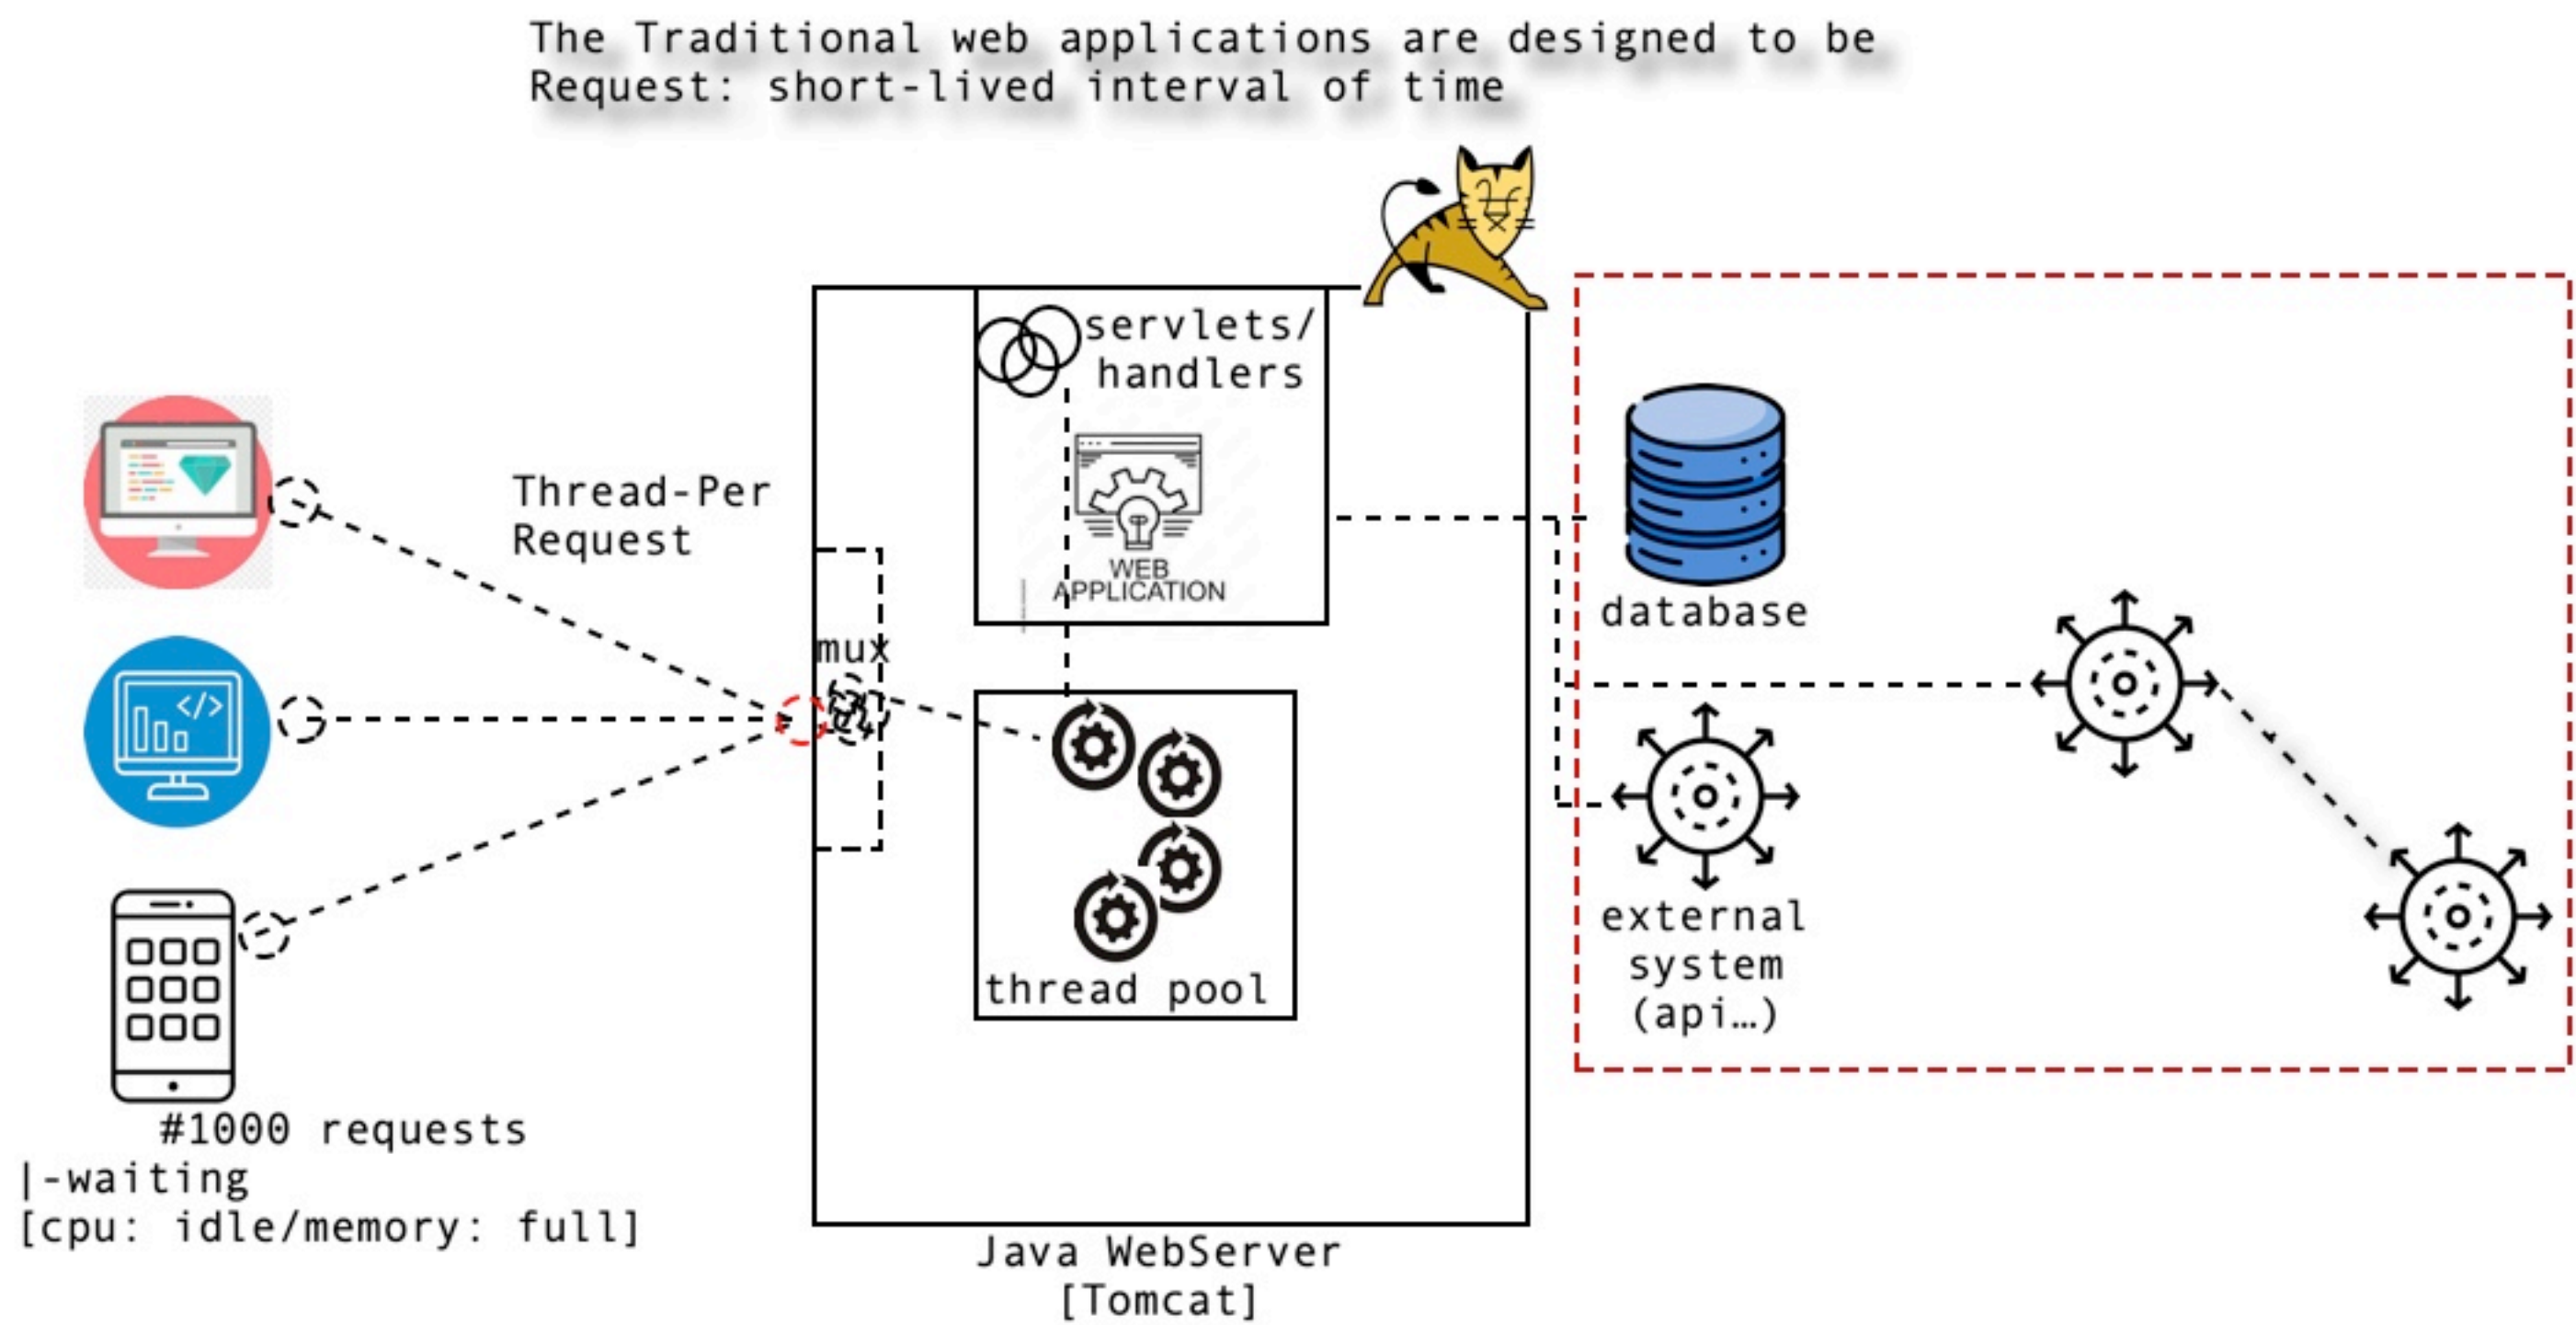 The Traditional web applications are designed to be
Request: short-lived interval of time
servlets/
handlers
Thread-Per
Request
WEB
APPLICATION
mux
database
thread pool
external
system
(api…)
#1000 requests
|-waiting
[cpu: idle/memory: full]
Java WebServer
[Tomcat]